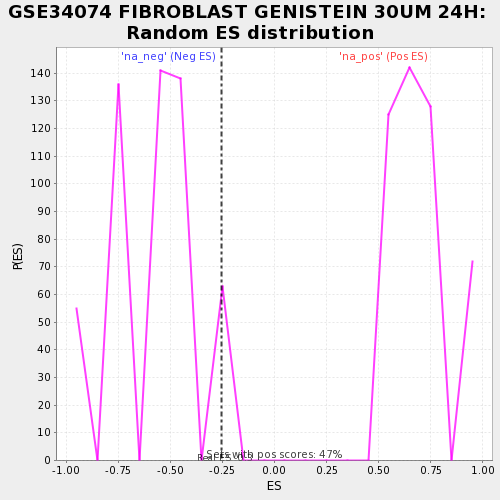 GSE34074 FIBROBLAST GENISTEIN 30UM 24H:
Random ES distribution
'na_neg' (Neg ES)
'na_pos' (Pos ES)
140
130
120
110
100
90
80
70
60
50
40
30
20
10
0
P(ES)
Sets with pos scores: 47%
-1.00 -0.75 -0.50 -0.25 0.00 0.25 0.50 0.75 1.00
ES